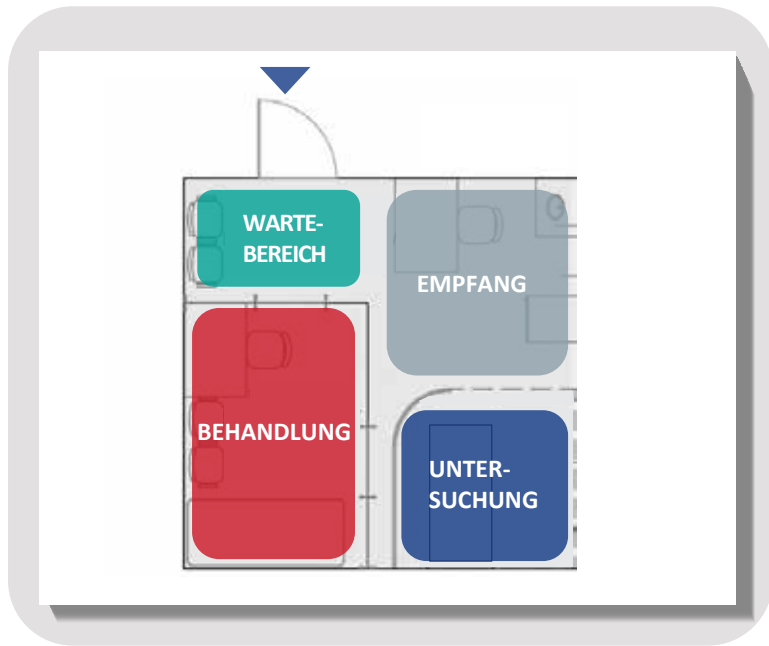 WARTE-
BEREICH
EMPFANG
BEHANDLUNG
UNTER-
SUCHUNG